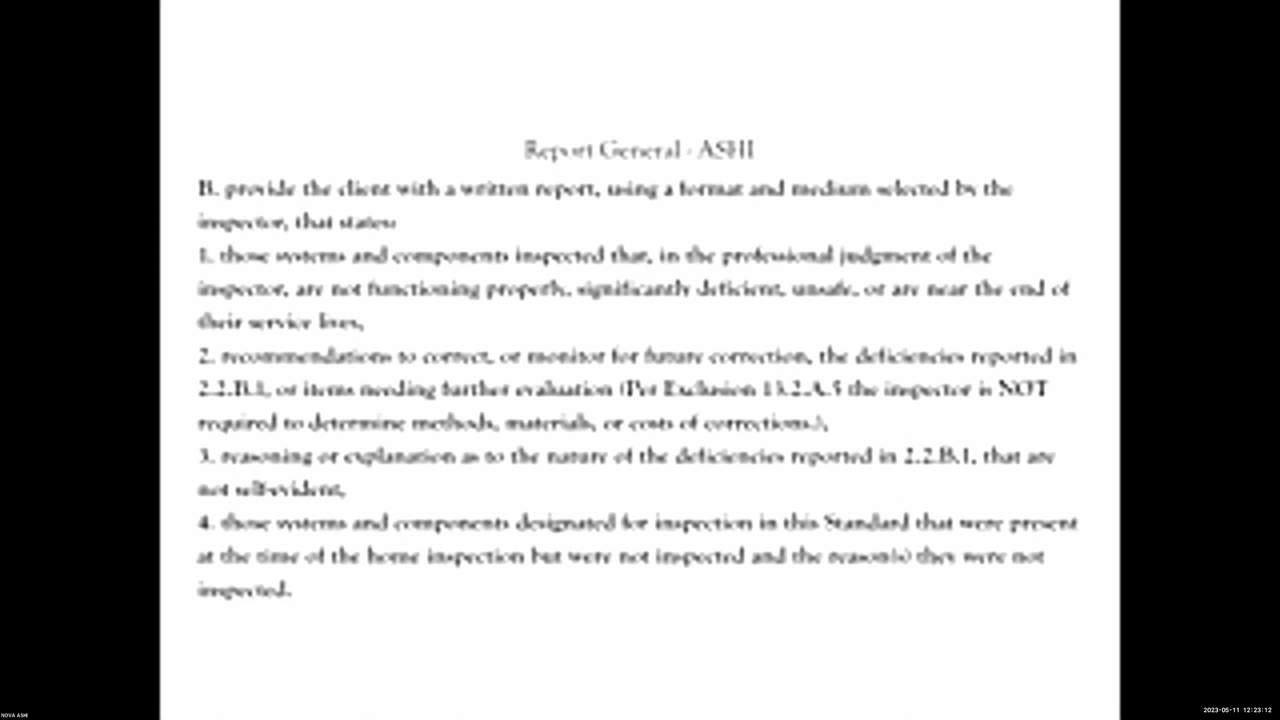 Report General - ASHI
B. provide the client with a written report, using a format and medium selected by the
inspector, that states:
1. those systems and components inspected that, in the professional judgment of the
inspector, are not functioning properly, significantly deficient, unsafe, or are near the end of
their service lives,
2. recommendations to correct, or monitor for future correction, the deficiencies reported in
2.2.B.1, or items needing further evaluation (Per Exclusion 13.2.A.5 the inspector is NOT
required to determine methods, materials, or costs of corrections.),
3. reasoning or explanation as to the nature of the deficiencies reported in 2.2.B.1, that are
not self-evident,
4. those systems and components designated for inspection in this Standard that were present
at the time of the home inspection but were not inspected and the reason(s) they were not
inspected.
NOVA ASHI
2023-05-11 12:23:12